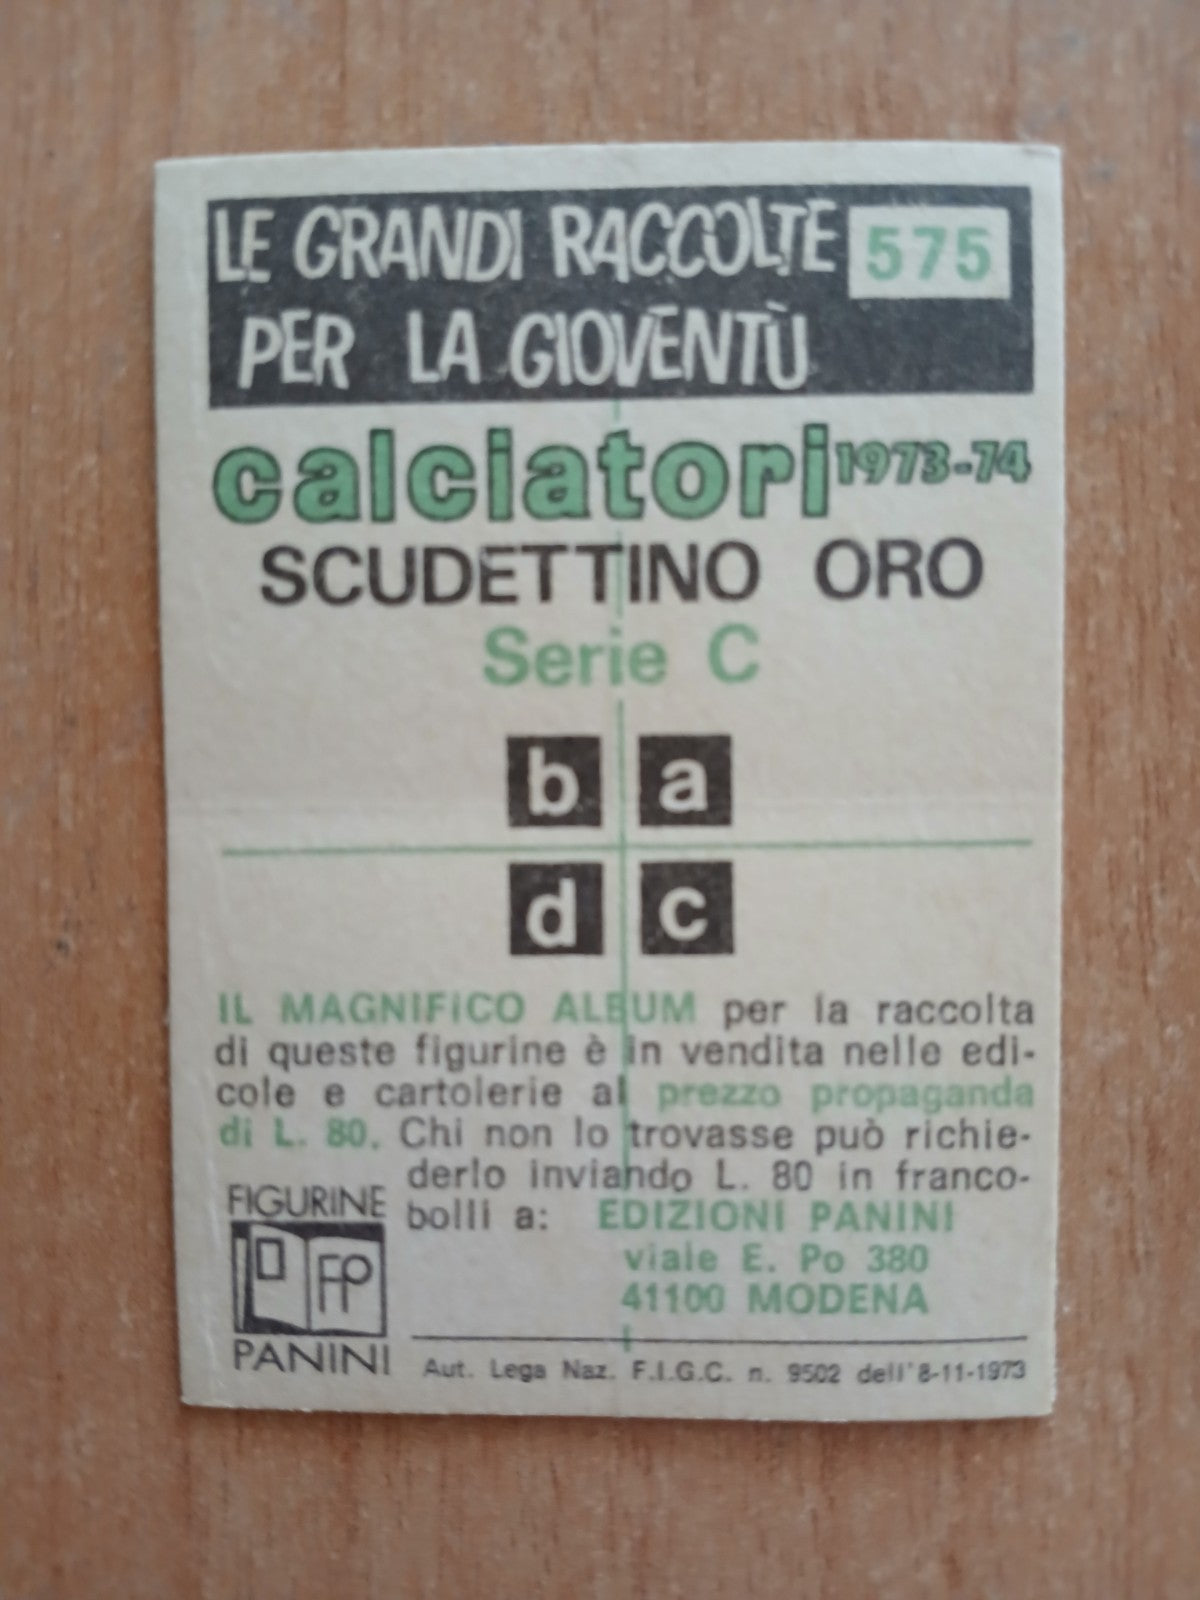 LE GRANDI RACCOLTE 575
PER LA GIOVENTÙ
calciatori 1973-74
SCUDETTINO ORO
Serie C
b a
d c
IL MAGNIFICO ALBUM per la raccolta
di queste figurine è in vendita nelle edi-
cole e cartolerie al prezzo propaganda
di L. 80. Chi non lo trovasse può richie-
derlo inviando L. 80 in franco-
bolli a: EDIZIONI PANINI
viale E. Po 380
41100 MODENA
FIGURINE
FP
PANINI
Aut. Lega Naz. F.I.G.C. n. 9502 dell'8-11-1973